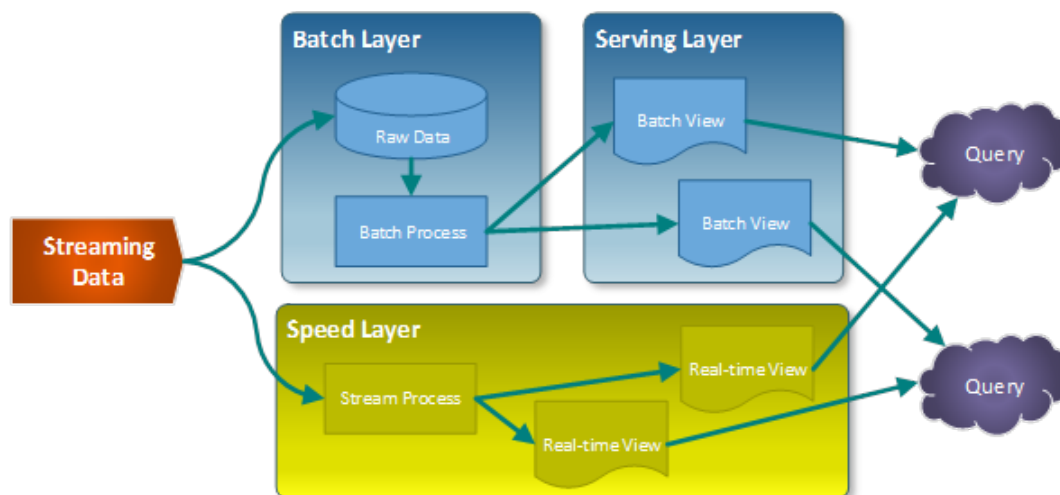 Batch Layer
Raw Data
Batch Process
Serving Layer
Batch View
Batch View
Query
Streaming
Data
Speed Layer
Stream Process
Real-time View
Real-time View
Query